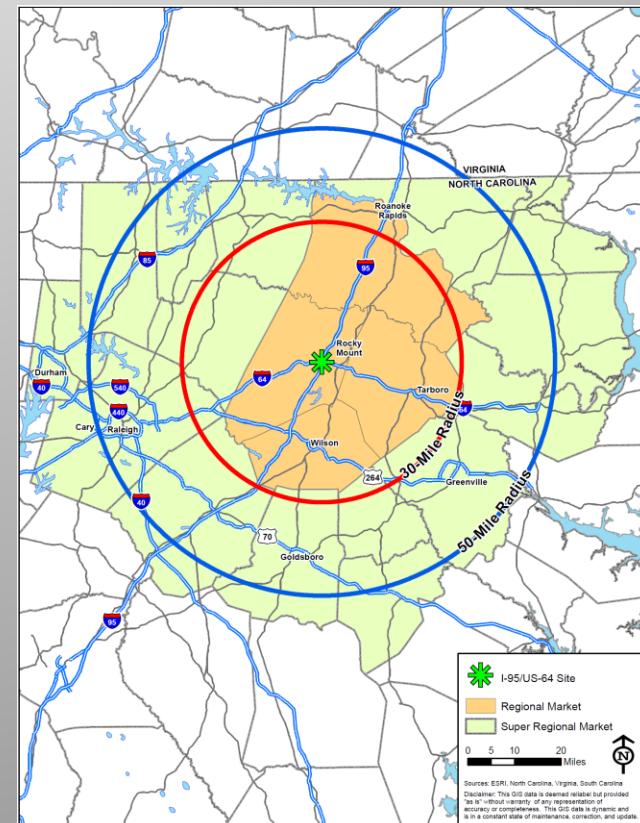 VIRGINIA
NORTH CAROLINA
Roanoke
Rapids
85
95
Rocky
Mount
Durham
40
540
64
Tarboro
64
440
Cary
Raleigh
Wilson
30-Mile Radius
264
Greenville
40
50-Mile Radius
70
Goldsboro
95
I-95/US-64 Site
Regional Market
Super Regional Market
0 5 10 20
Miles
N
Sources: ESRI, North Carolina, Virginia, South Carolina
Disclaimer: This GIS data is deemed reliabel but provided
"as is" without warranty of any representation of
accuracy or completeness. This GIS data is dynamic and
is in a constant state of maintenance, correction, and update.